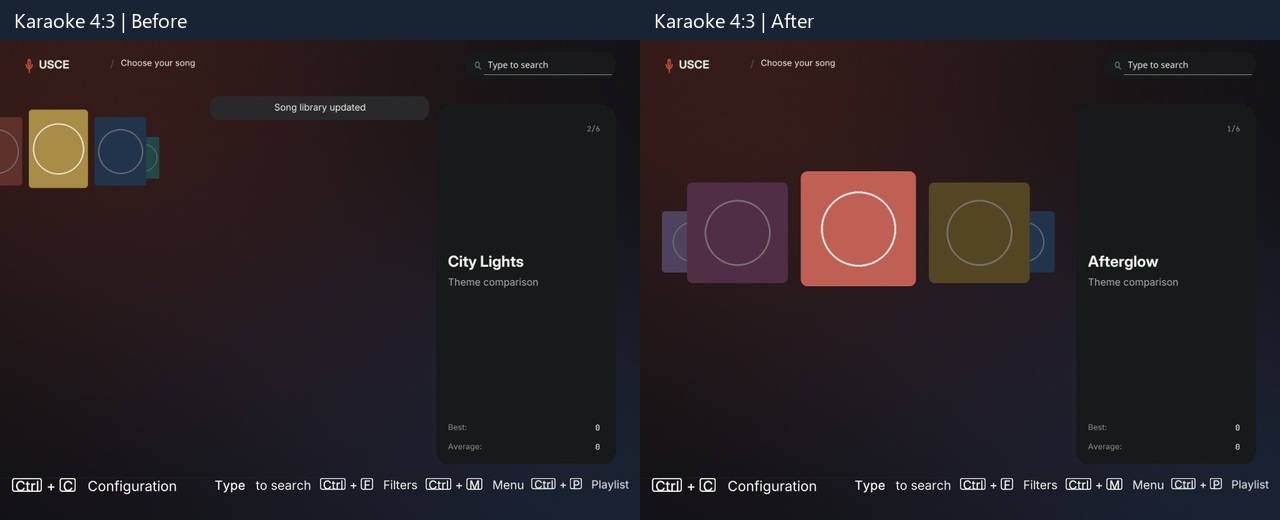 Karaoke 4:3 | Before
USCE / Choose your song
Type to search
Song library updated
2/6
City Lights
Theme comparison
Best: 0
Average: 0
Ctrl + C Configuration Type to search Ctrl + F Filters Ctrl + M Menu Ctrl + P Playlist
Karaoke 4:3 | After
USCE / Choose your song
Type to search
1/6
Afterglow
Theme comparison
Best: 0
Average: 0
Ctrl + C Configuration Type to search Ctrl + F Filters Ctrl + M Menu Ctrl + P Playlist